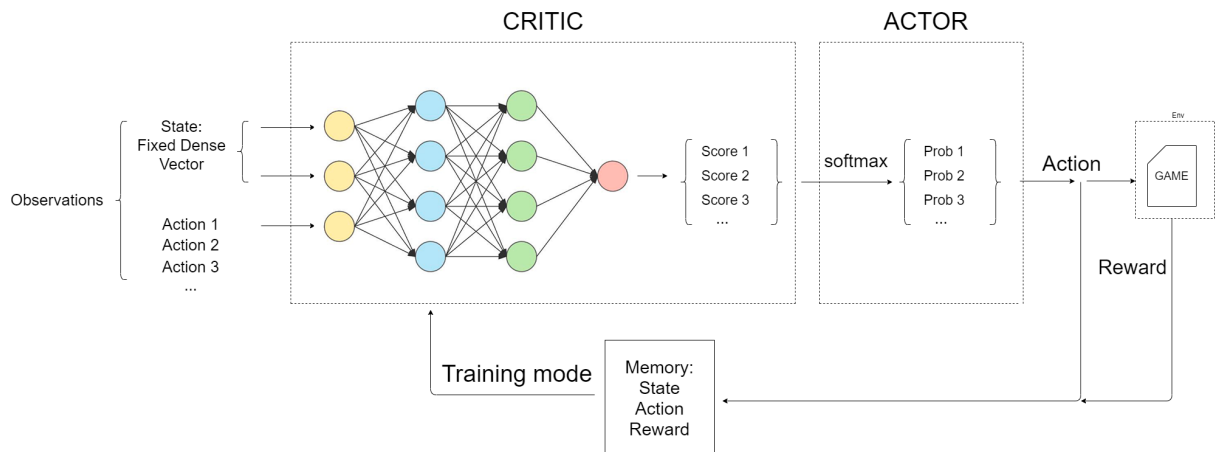 CRITIC
ACTOR
Observations
State:
Fixed Dense
Vector
Action 1
Action 2
Action 3
...
Score 1
Score 2
Score 3
...
softmax
Prob 1
Prob 2
Prob 3
...
Action
Env
GAME
Reward
Training mode
Memory:
State
Action
Reward